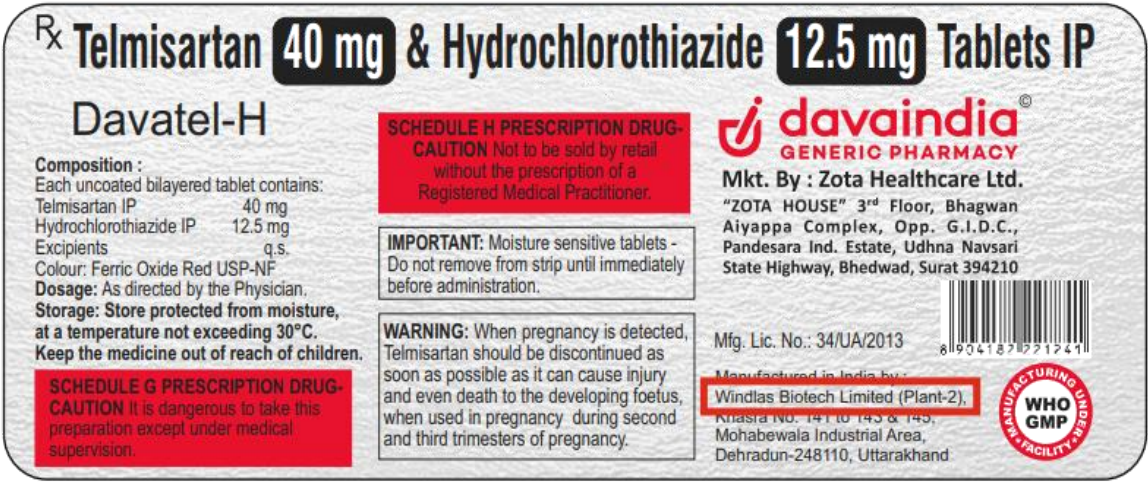 Rx Telmisartan 40 mg & Hydrochlorothiazide 12.5 mg Tablets IP
Davatel-H
Composition :
Each uncoated bilayered tablet contains:
Telmisartan IP 40 mg
Hydrochlorothiazide IP 12.5 mg
Excipients q.s.
Colour: Ferric Oxide Red USP-NF
Dosage: As directed by the Physician.
Storage: Store protected from moisture,
at a temperature not exceeding 30°C.
Keep the medicine out of reach of children.
SCHEDULE G PRESCRIPTION DRUG-
CAUTION It is dangerous to take this
preparation except under medical
supervision.
SCHEDULE H PRESCRIPTION DRUG-
CAUTION Not to be sold by retail
without the prescription of a
Registered Medical Practitioner.
IMPORTANT: Moisture sensitive tablets -
Do not remove from strip until immediately
before administration.
WARNING: When pregnancy is detected,
Telmisartan should be discontinued as
soon as possible as it can cause injury
and even death to the developing foetus,
when used in pregnancy during second
and third trimesters of pregnancy.
davaindia©
GENERIC PHARMACY
Mkt. By : Zota Healthcare Ltd.
“ZOTA HOUSE” 3rd Floor, Bhagwan
Aiyappa Complex, Opp. G.I.D.C.,
Pandesara Ind. Estate, Udhna Navsari
State Highway, Bhedwad, Surat 394210
Mfg. Lic. No.: 34/UA/2013
8 904187 221241
Manufactured in India by :
Windlas Biotech Limited (Plant-2),
Khasra No. 141 to 143 & 145,
Mohabewala Industrial Area,
Dehradun-248110, Uttarakhand
MANUFACTURING UNDER
WHO
GMP
FACILITY